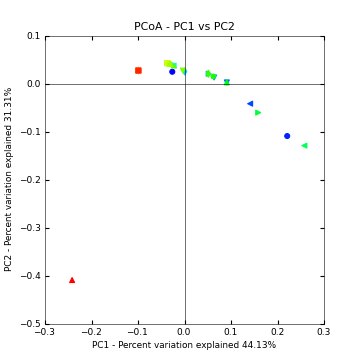 PCoA - PC1 vs PC2
PC2 - Percent variation explained 31.31%
0.1
0.0
−0.1
−0.2
−0.3
−0.4
−0.5
−0.3 −0.2 −0.1 0.0 0.1 0.2 0.3
PC1 - Percent variation explained 44.13%